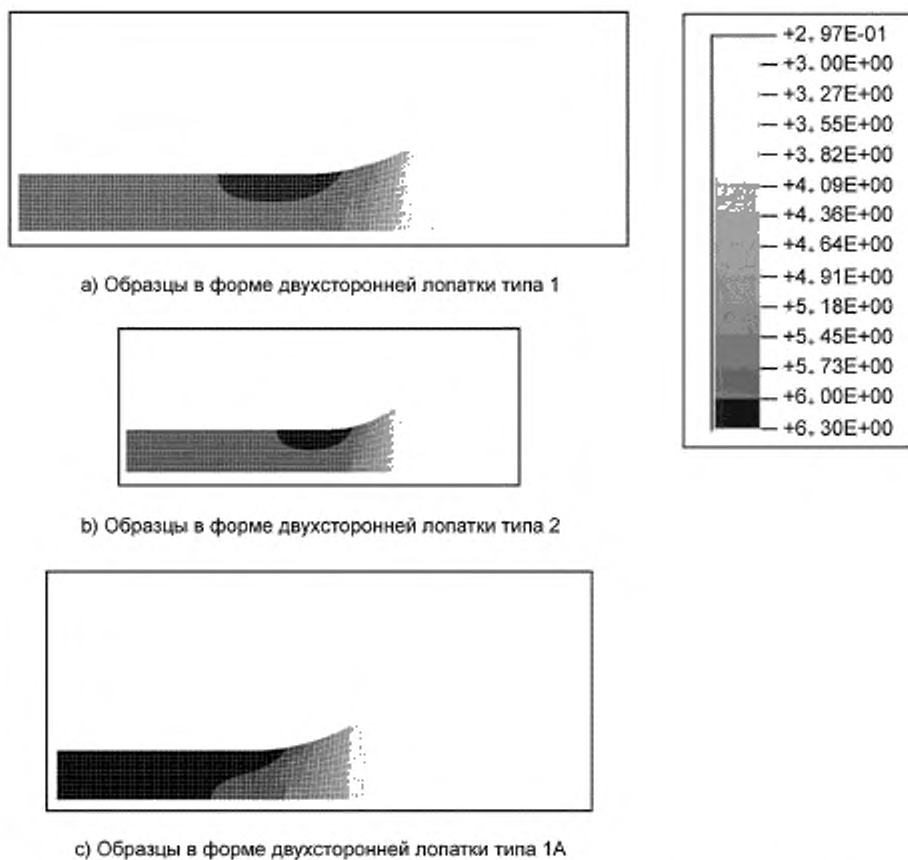 +2. 97E-01
+3. 00E+00
+3. 27E+00
+3. 55E+00
+3. 82E+00
+4. 09E+00
+4. 36E+00
+4. 64E+00
+4. 91E+00
+5. 18E+00
+5. 45E+00
+5. 73E+00
+6. 00E+00
+6. 30E+00
a) Образцы в форме двухсторонней лопатки типа 1
b) Образцы в форме двухсторонней лопатки типа 2
c) Образцы в форме двухсторонней лопатки типа 1А